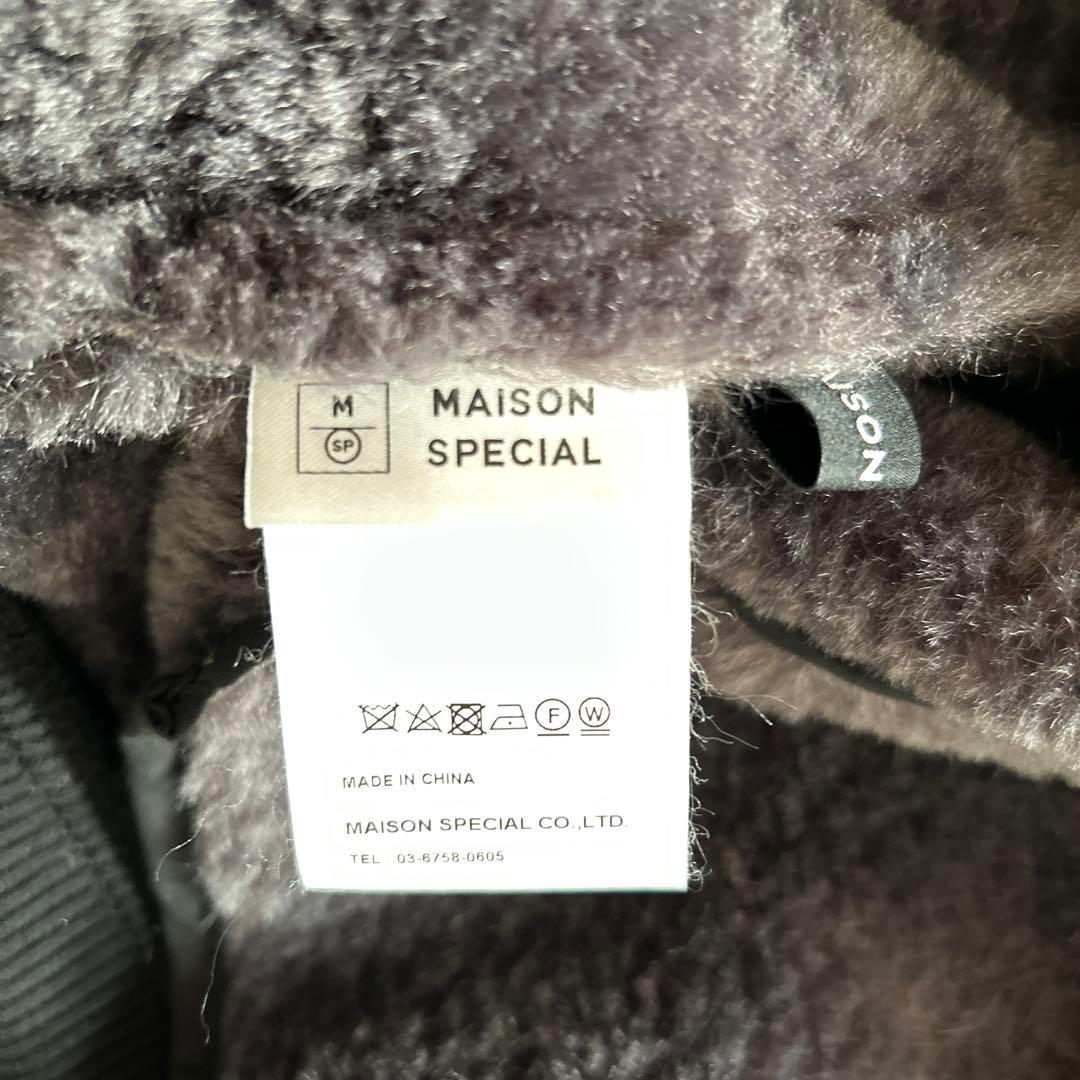 M
SP
MAiSON
SPECIAL
F W
MADE IN CHINA
MAISON SPECIAL CO.,LTD.
TEL 03-6758-0605